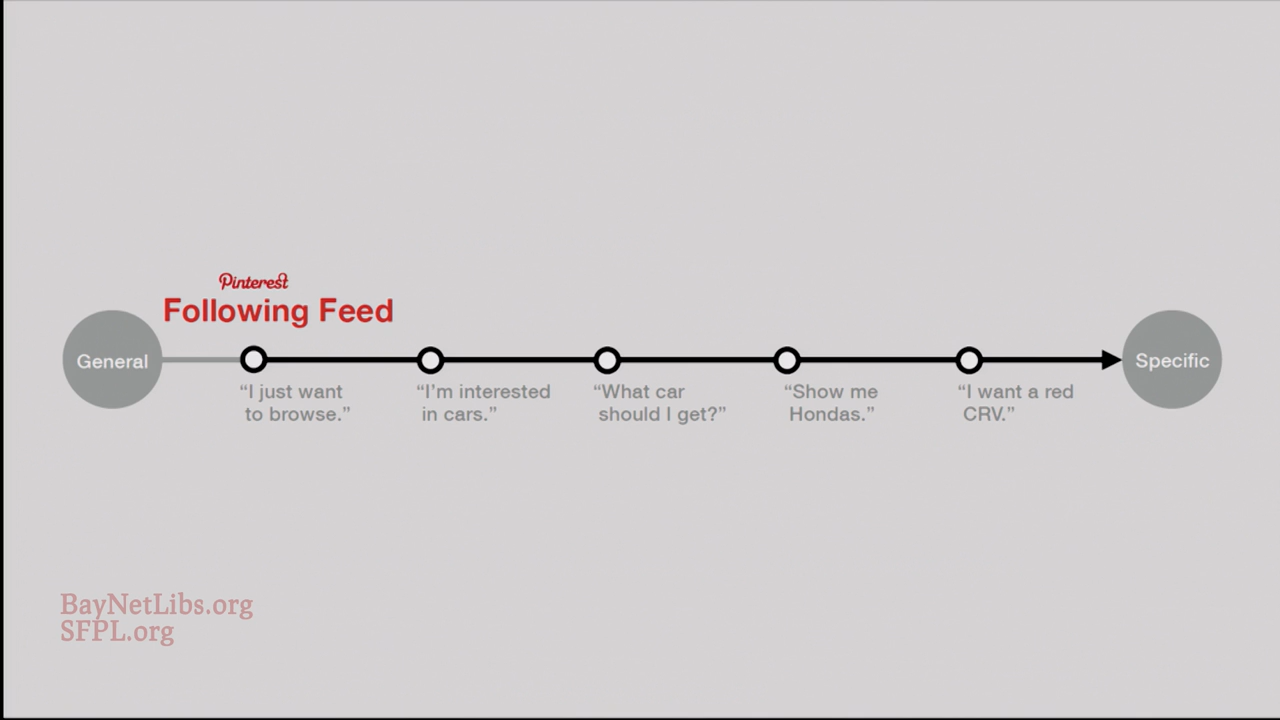 Pinterest
Following Feed
General
Specific
“I just want
to browse.”
“I’m interested
in cars.”
“What car
should I get?”
“Show me
Hondas.”
“I want a red
CRV.”
BayNetLibs.org
SFPL.org